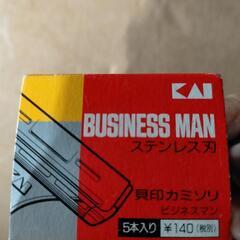 KAI
BUSINESS MAN
ステンレス刃
貝印カミソリ
ビジネスマン
5本入り ¥140(税別)